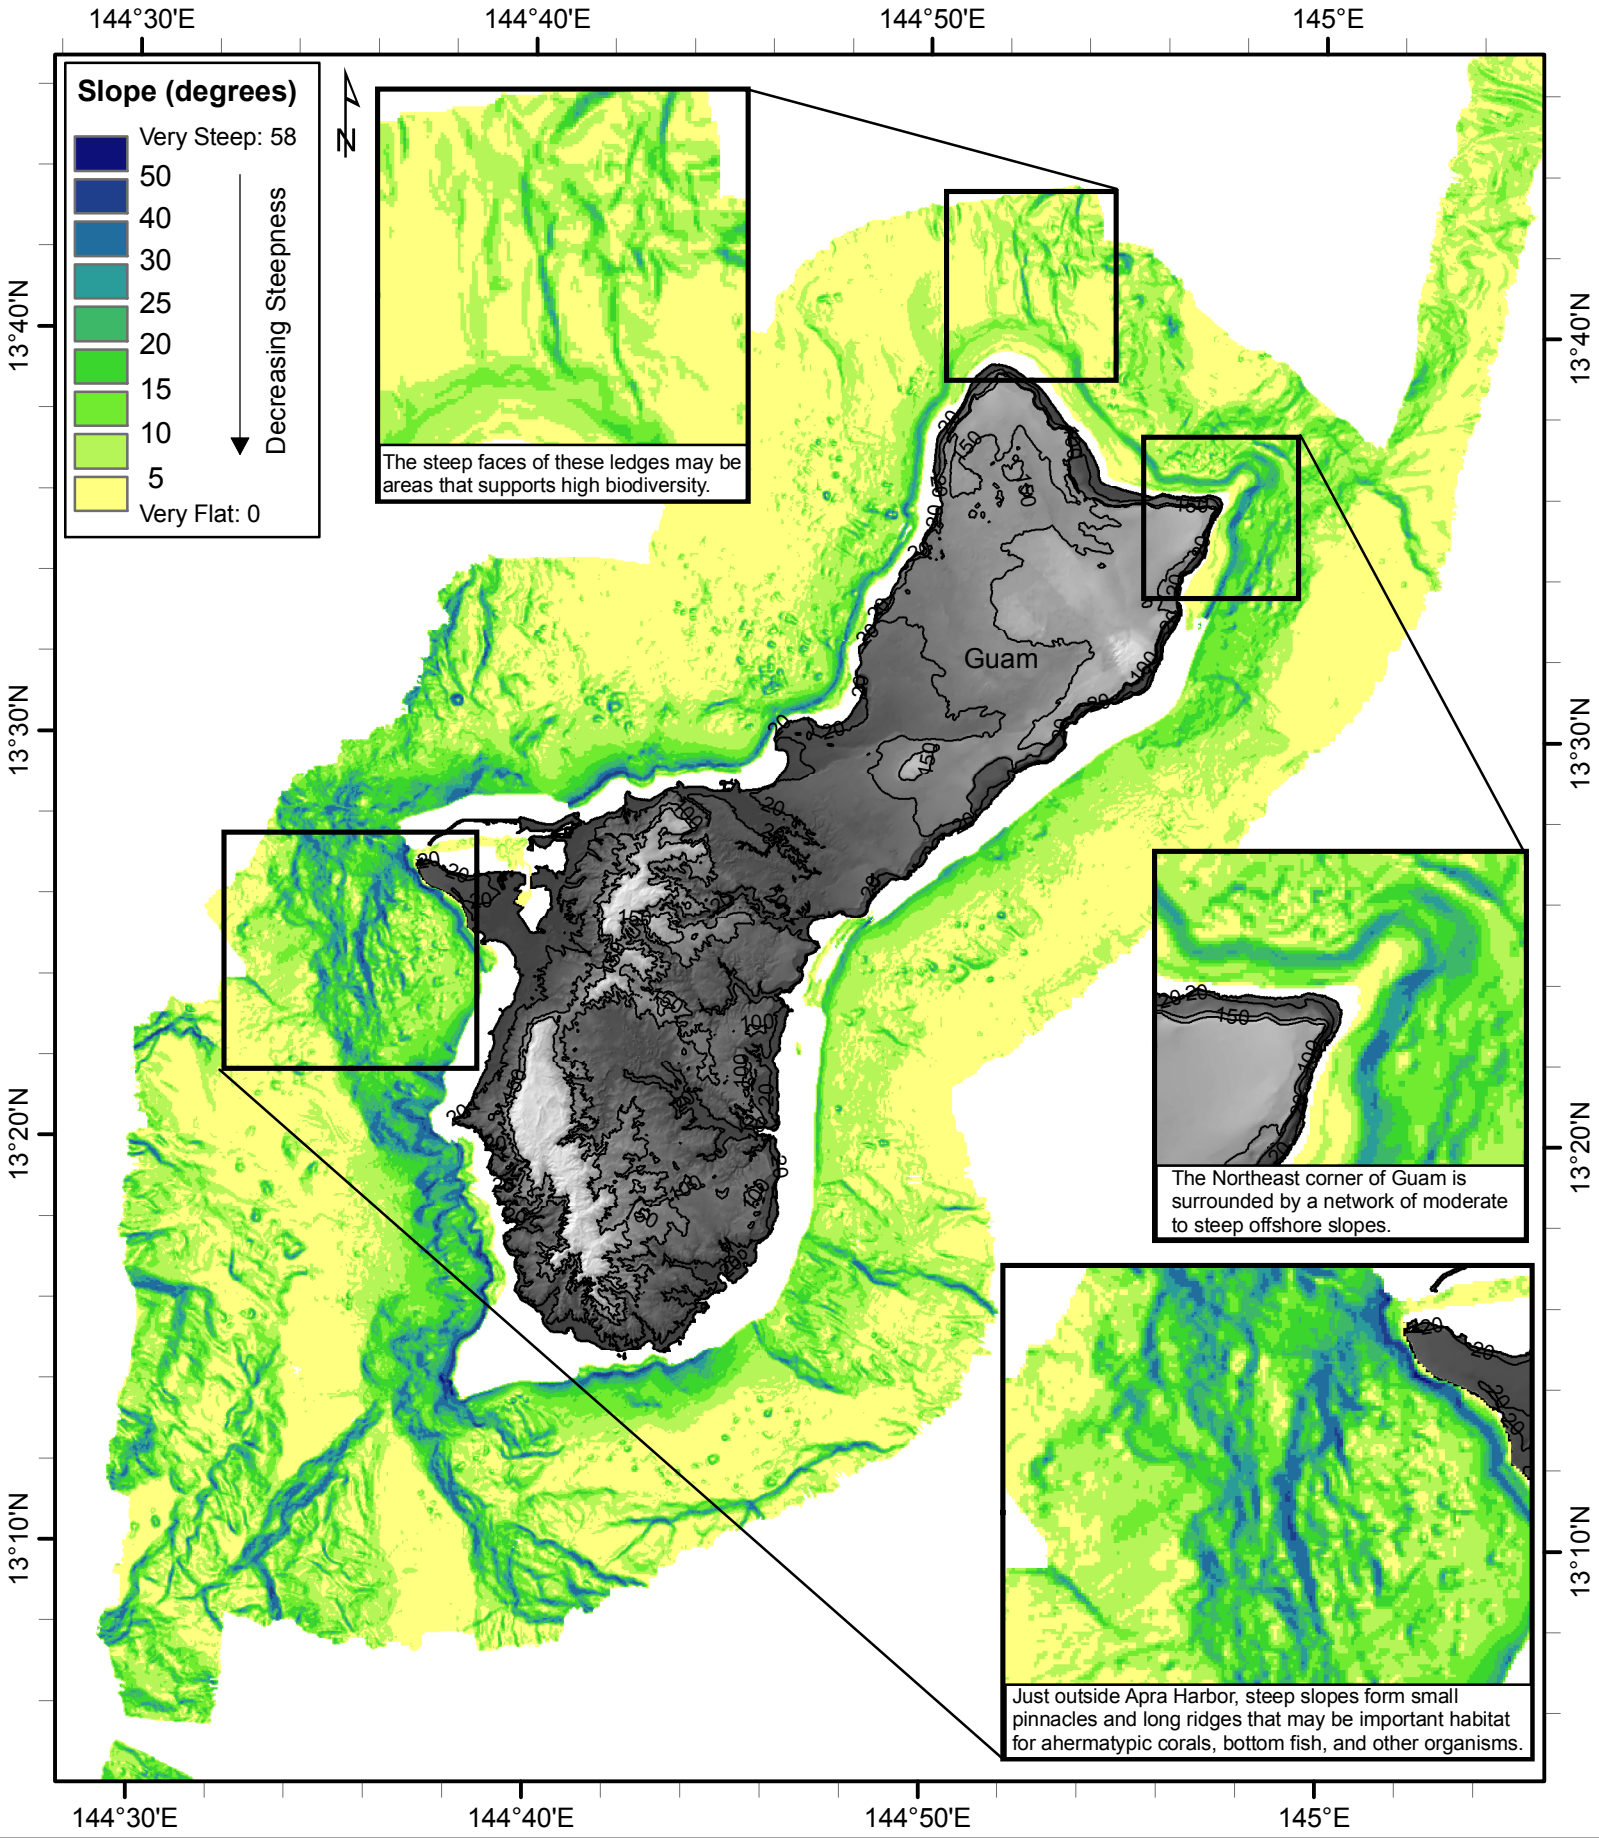 144°30'E
144°40'E
144°50'E
145°E
Slope (degrees)
Very Steep: 58
50
40
30
25
20
15
10
5
Very Flat: 0
Decreasing Steepness
N
The steep faces of these ledges may be
areas that supports high biodiversity.
13°40'N
13°40'N
Guam
13°30'N
13°30'N
The Northeast corner of Guam is
surrounded by a network of moderate
to steep offshore slopes.
13°20'N
13°20'N
Just outside Apra Harbor, steep slopes form small
pinnacles and long ridges that may be important habitat
for ahermatypic corals, bottom fish, and other organisms.
13°10'N
13°10'N
144°30'E
144°40'E
144°50'E
145°E